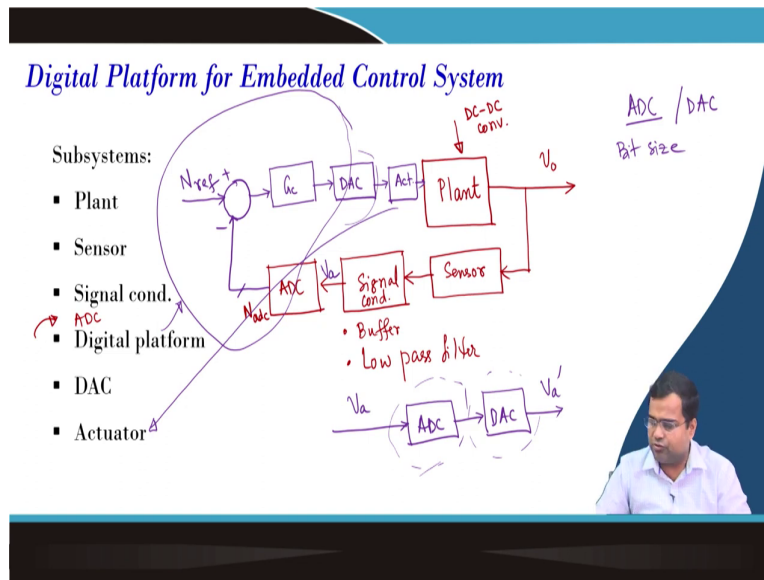 Digital Platform for Embedded Control System
ADC / DAC
Bit size
DC-DC
conv.
Subsystems:
▪ Plant
▪ Sensor
▪ Signal cond.
ADC
▪ Digital platform
▪ DAC
▪ Actuator
Nref +
-
Gc
DAC
Act
Plant
Vo
Nadc
ADC
Va
Signal
cond.
Sensor
• Buffer
• Low pass filter
Va
ADC
DAC
Va'